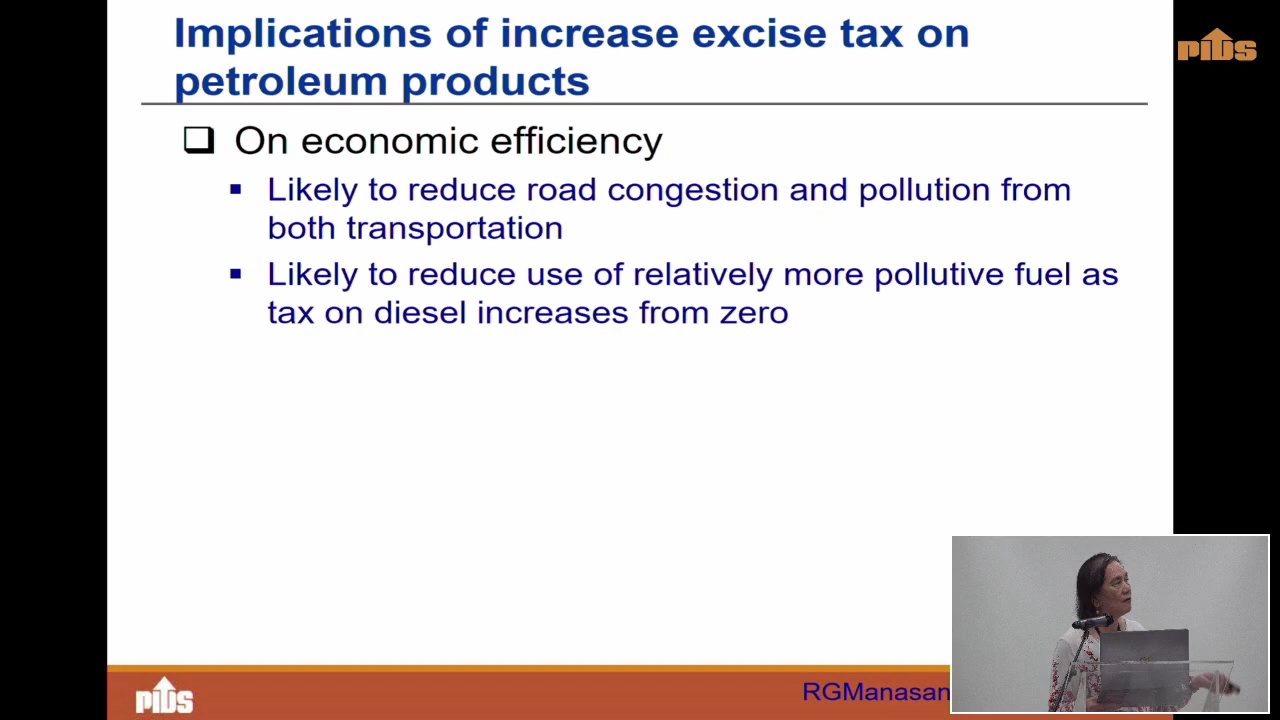 Implications of increase excise tax on
petroleum products
PIDS
On economic efficiency
Likely to reduce road congestion and pollution from
both transportation
Likely to reduce use of relatively more pollutive fuel as
tax on diesel increases from zero
PIDS
RGManasan